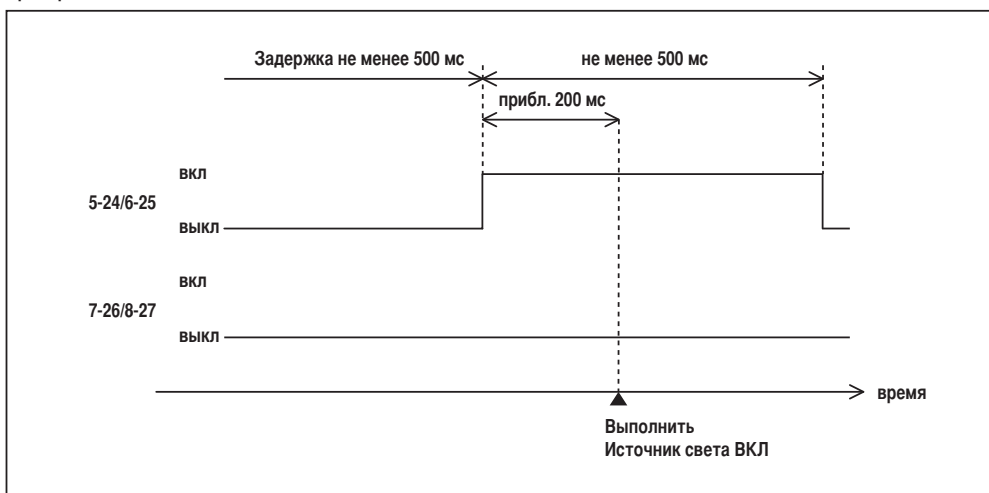 Задержка не менее 500 мс
не менее 500 мс
прибл. 200 мс
вкл
5-24/6-25
выкл
вкл
7-26/8-27
выкл
время
Выполнить
Источник света ВКЛ